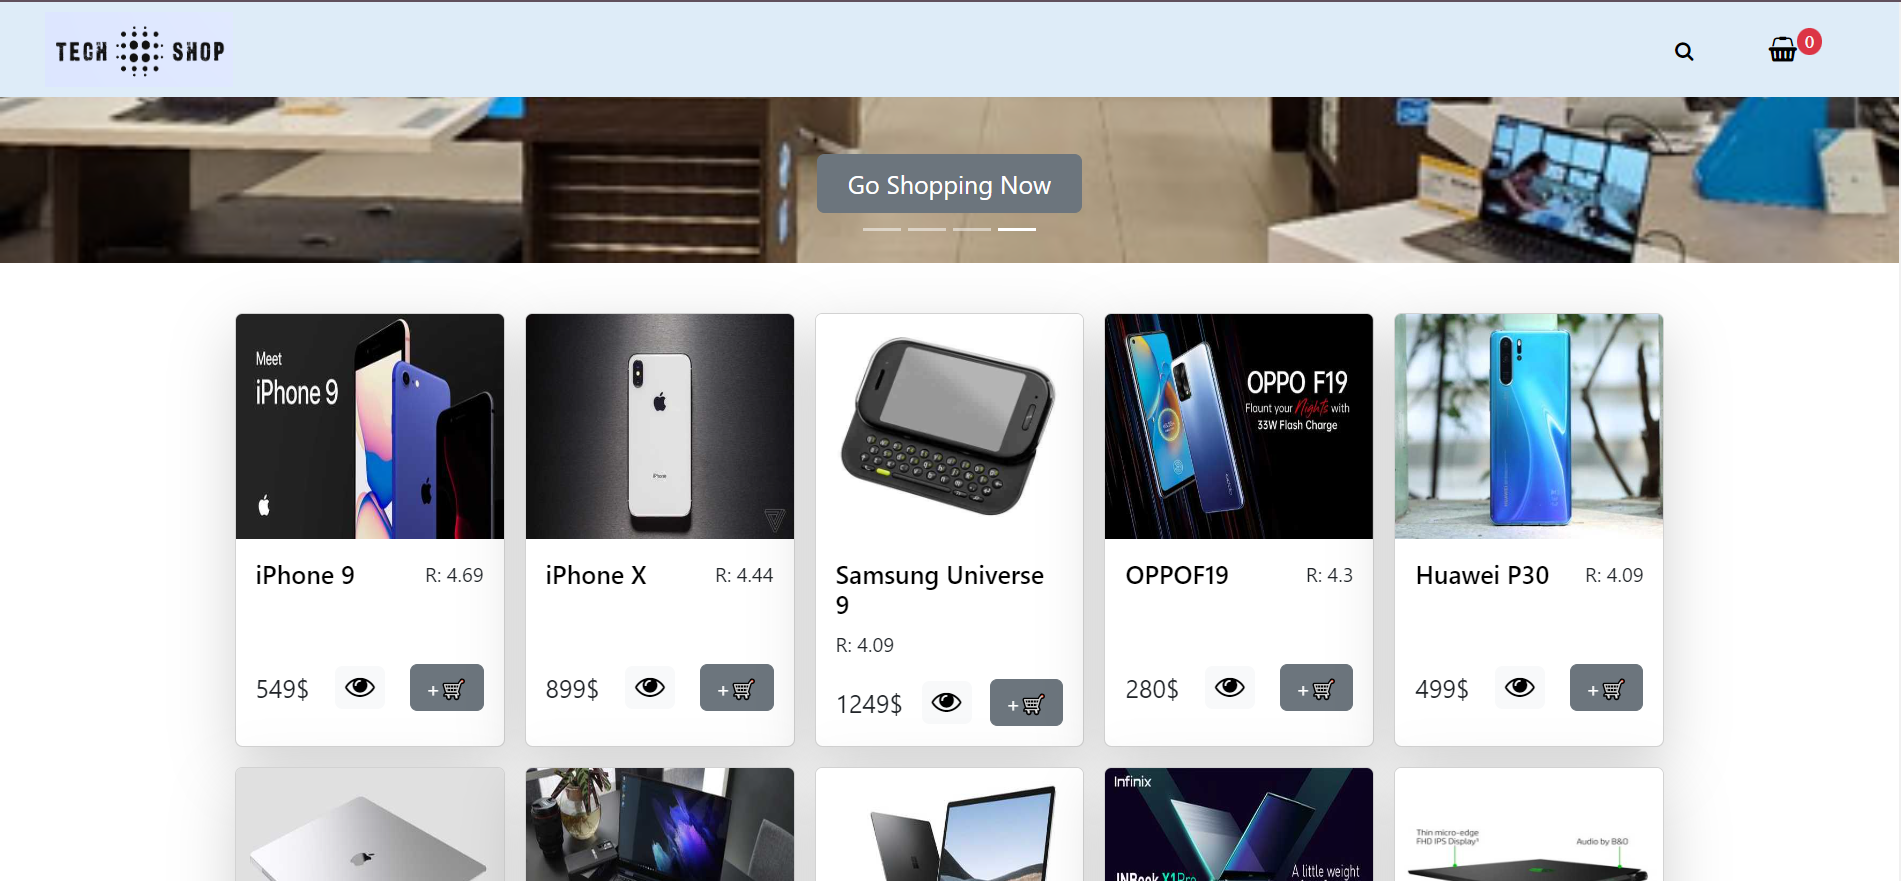 TECH SHOP
0
Go Shopping Now
Meet
iPhone 9
iPhone
OPPO F19
Flaunt your Nights with
33W Flash Charge
iPhone 9 R: 4.69
iPhone X R: 4.44
Samsung Universe
9
R: 4.09
OPPOF19 R: 4.3
Huawei P30 R: 4.09
549$ +
899$ +
1249$ +
280$ +
499$ +
Infinix
INBook X1Pro
A little weight
Thin micro-edge
FHD IPS Display¹
Audio by B&O